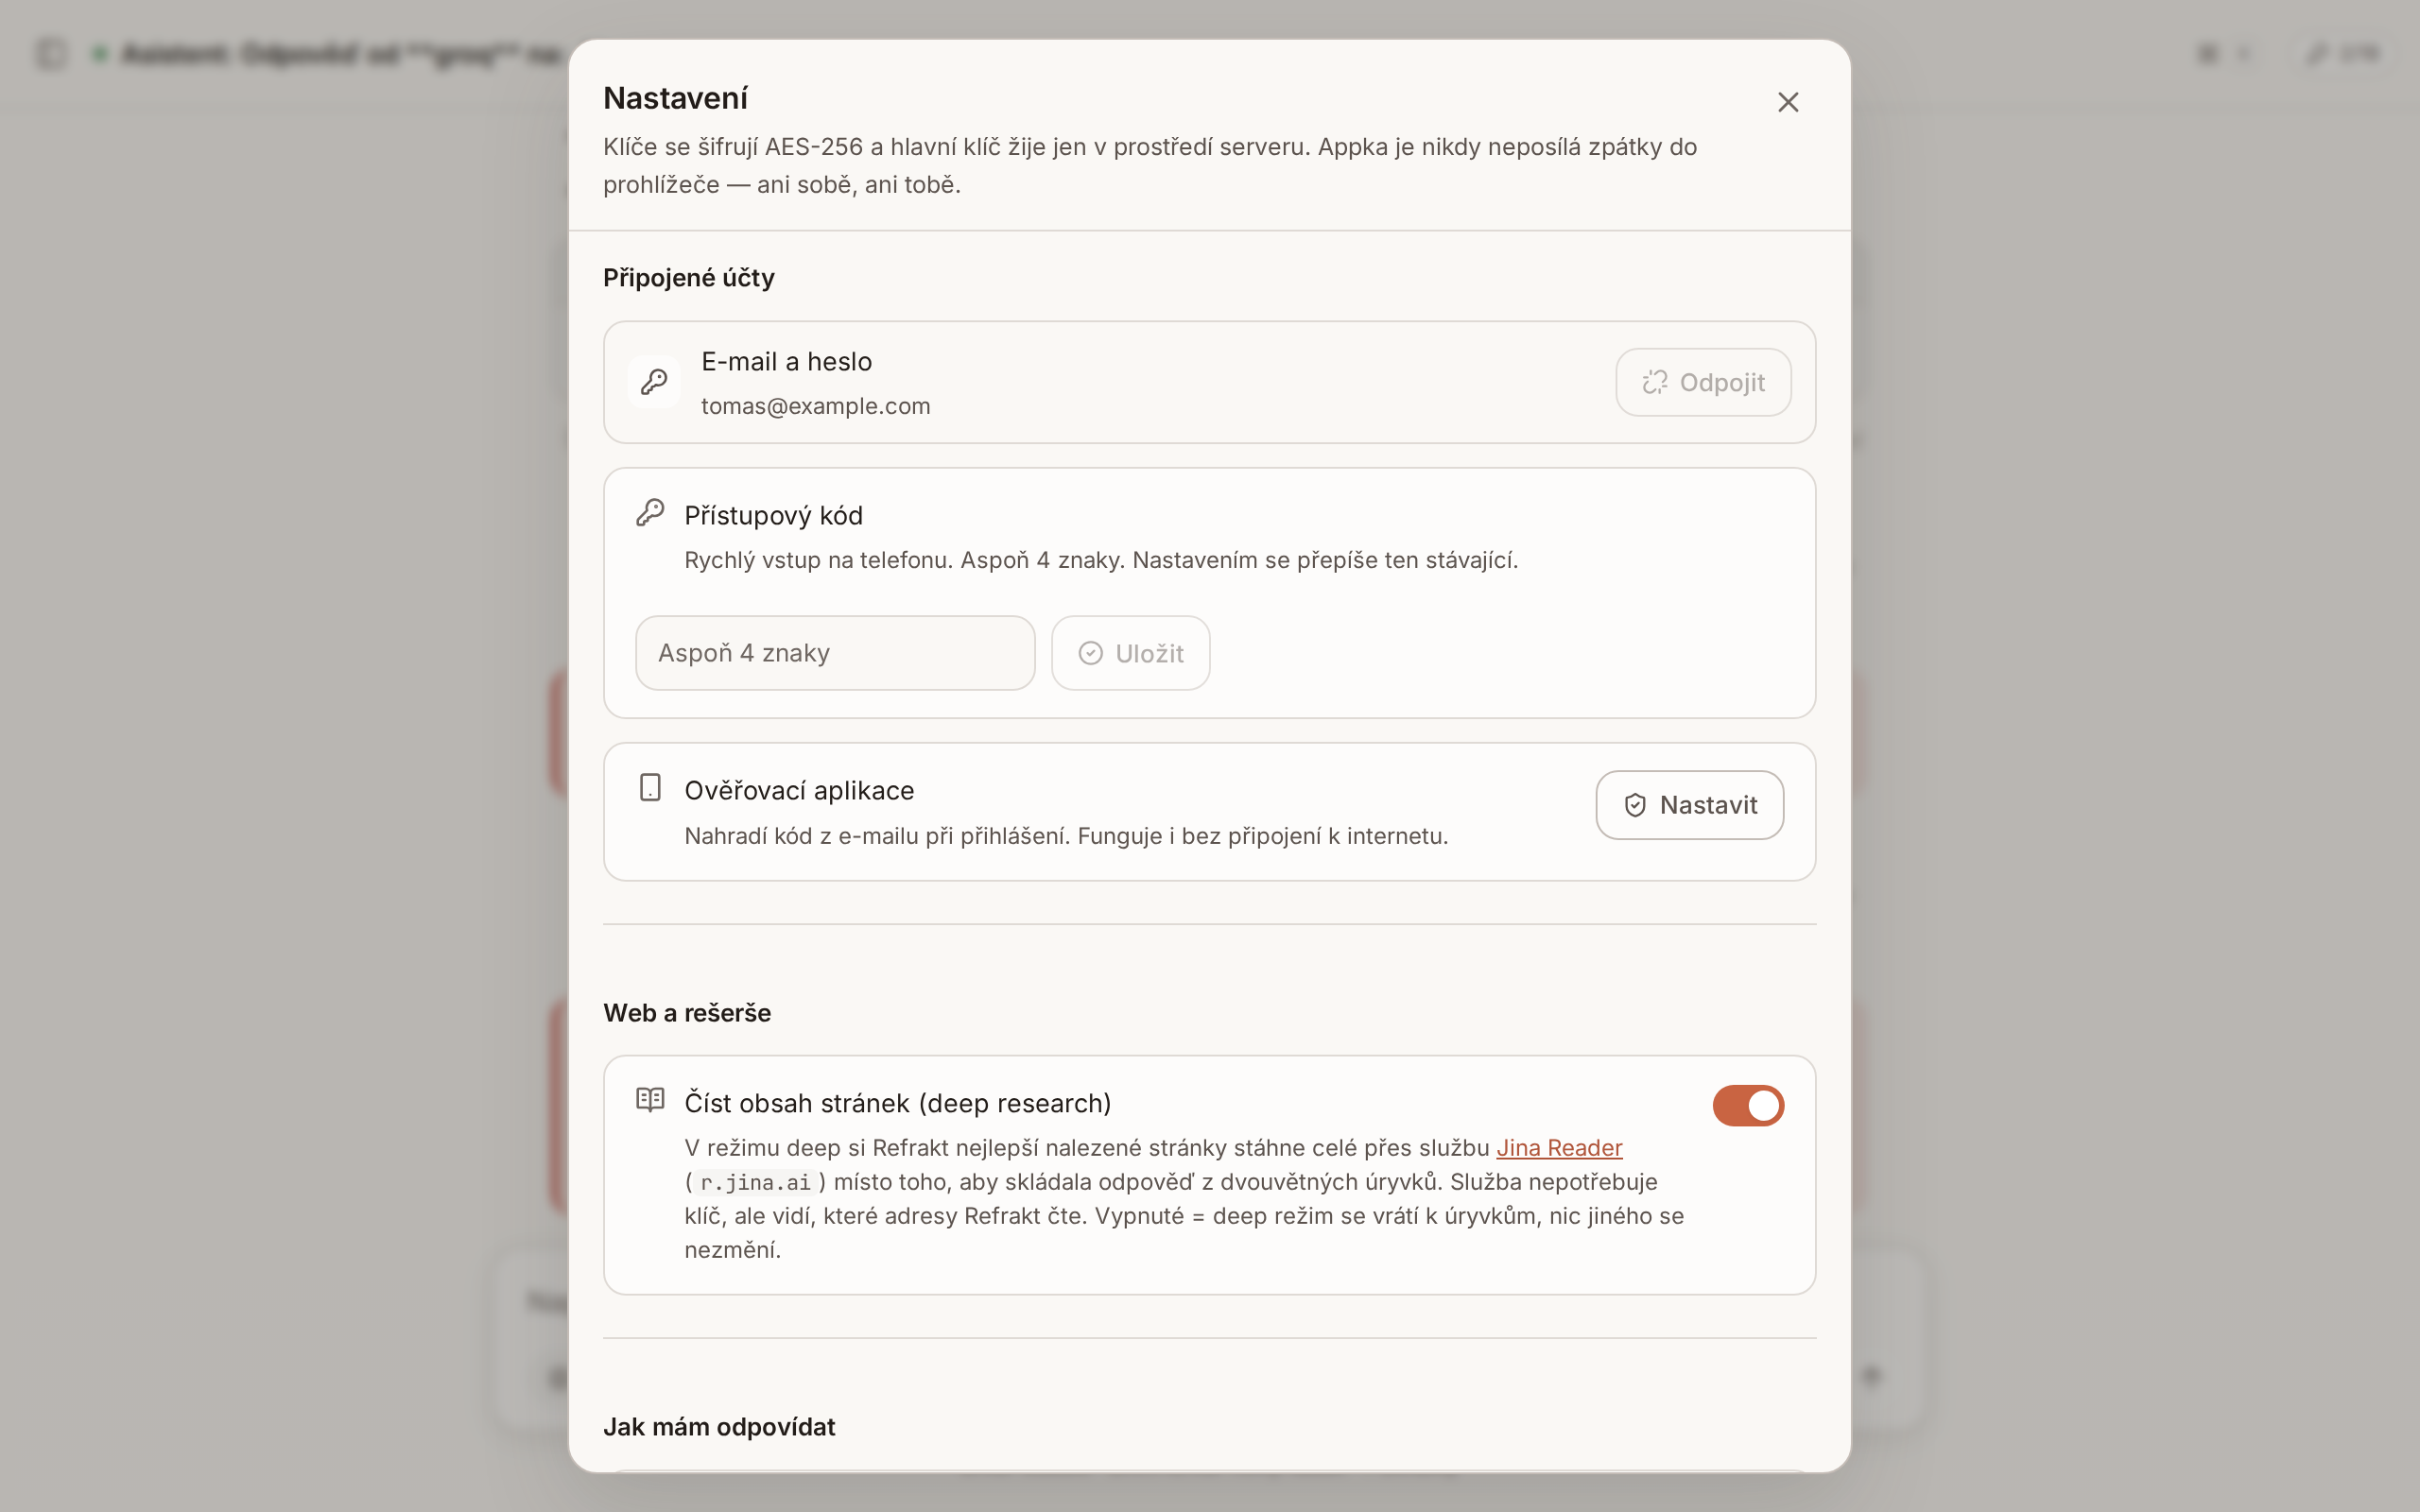 Asistent: Odpověď od **groq** na
Nastavení
Klíče se šifrují AES-256 a hlavní klíč žije jen v prostředí serveru. Appka je nikdy neposílá zpátky do
prohlížeče — ani sobě, ani tobě.
Připojené účty
E-mail a heslo
tomas@example.com
Odpojit
Přístupový kód
Rychlý vstup na telefonu. Aspoň 4 znaky. Nastavením se přepíše ten stávající.
Aspoň 4 znaky
Uložit
Ověřovací aplikace
Nahradí kód z e-mailu při přihlášení. Funguje i bez připojení k internetu.
Nastavit
Web a rešerše
Číst obsah stránek (deep research)
V režimu deep si Refrakt nejlepší nalezené stránky stáhne celé přes službu Jina Reader
(r.jina.ai) místo toho, aby skládala odpověď z dvouvětných úryvků. Služba nepotřebuje
klíč, ale vidí, které adresy Refrakt čte. Vypnuté = deep režim se vrátí k úryvkům, nic jiného se
nezmění.
Jak mám odpovídat